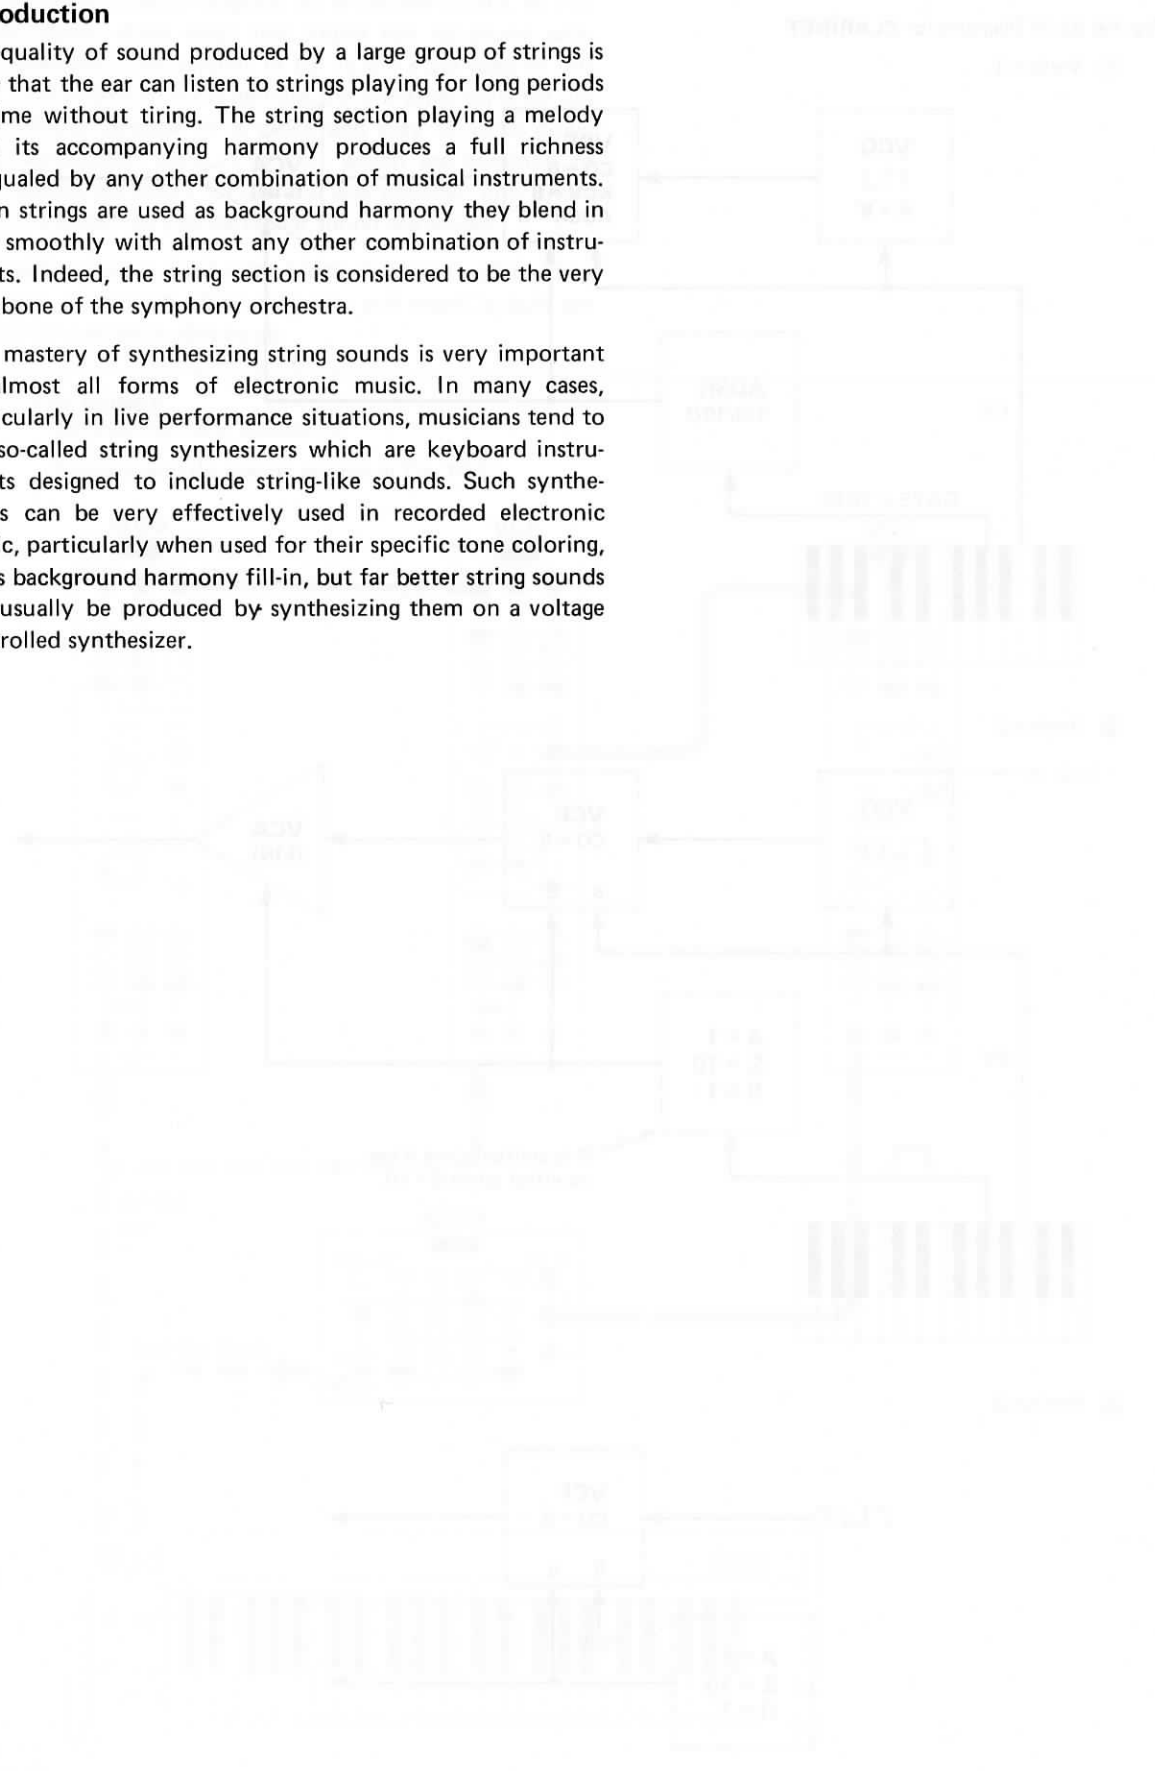 oduction
quality of sound produced by a large group of strings is
that the ear can listen to strings playing for long periods
me without tiring. The string section playing a melody
its accompanying harmony produces a full richness
qualed by any other combination of musical instruments.
n strings are used as background harmony they blend in
smoothly with almost any other combination of instru-
ts. Indeed, the string section is considered to be the very
bone of the symphony orchestra.
mastery of synthesizing string sounds is very important
lmost all forms of electronic music. In many cases,
cularly in live performance situations, musicians tend to
so-called string synthesizers which are keyboard instru-
ts designed to include string-like sounds. Such synthe-
s can be very effectively used in recorded electronic
c, particularly when used for their specific tone coloring,
s background harmony fill-in, but far better string sounds
usually be produced by synthesizing them on a voltage
rolled synthesizer.